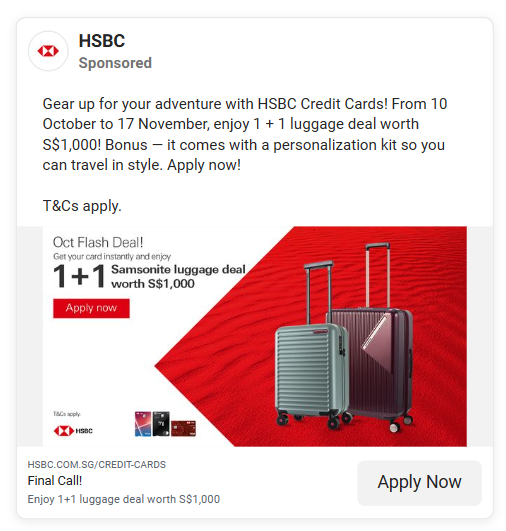 HSBC
Sponsored
Gear up for your adventure with HSBC Credit Cards! From 10
October to 17 November, enjoy 1 + 1 luggage deal worth
S$1,000! Bonus — it comes with a personalization kit so you
can travel in style. Apply now!
T&Cs apply.
Oct Flash Deal!
Get your card instantly and enjoy
1+1 Samsonite luggage deal
worth S$1,000
Apply now
T&Cs apply.
HSBC
HSBC.COM.SG/CREDIT-CARDS
Final Call!
Enjoy 1+1 luggage deal worth S$1,000
Apply Now